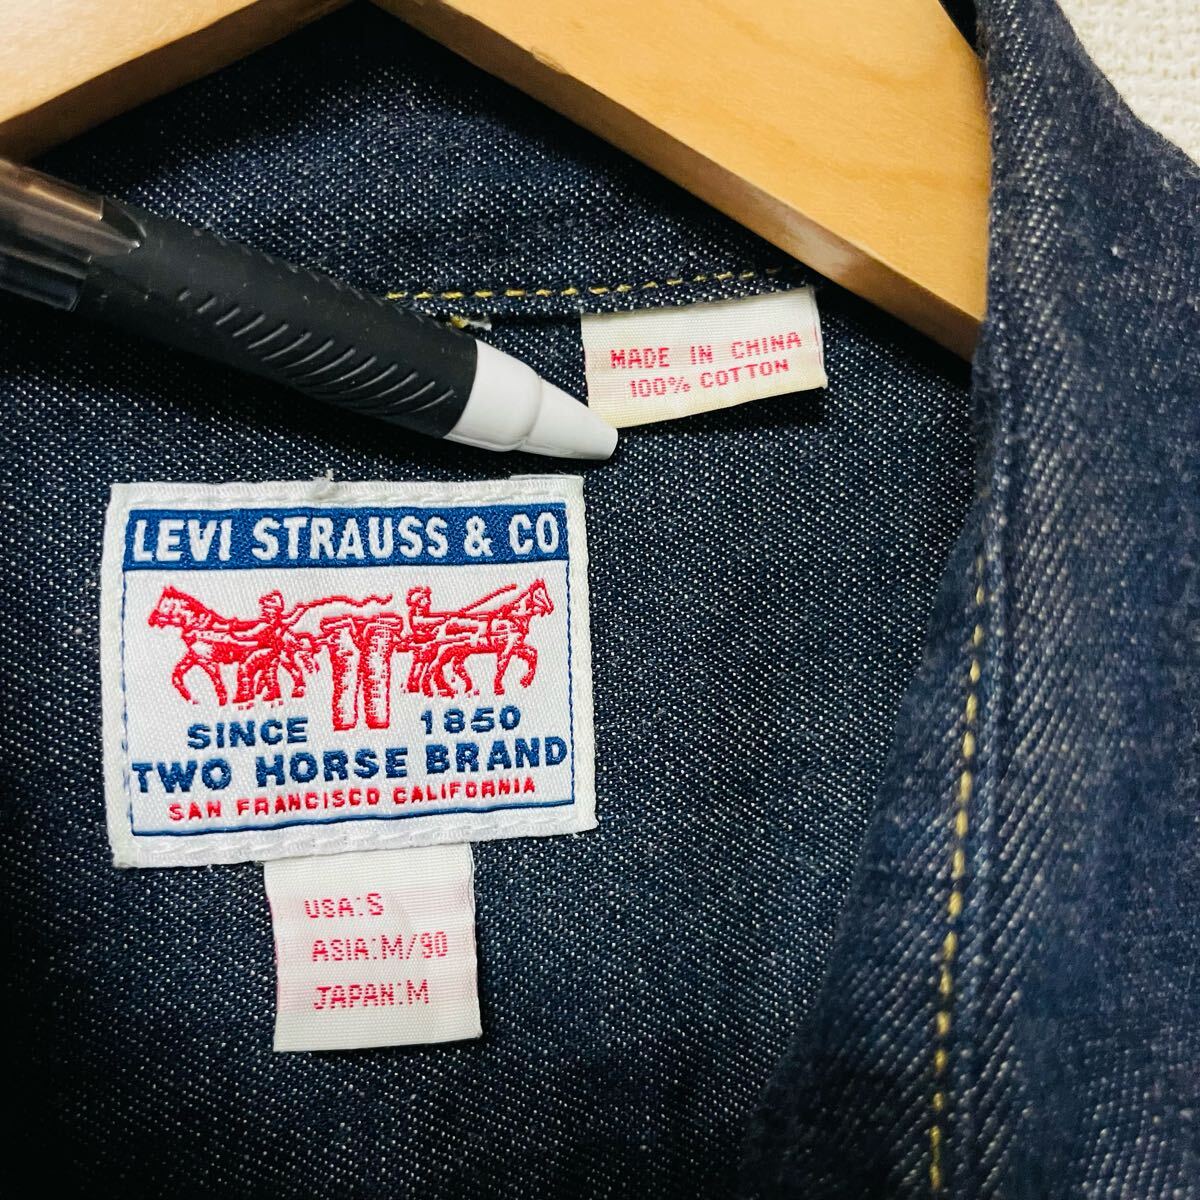 MADE IN CHINA
100% COTTON
LEVI STRAUSS & CO
SINCE 1850
TWO HORSE BRAND
SAN FRANCISCO CALIFORNIA
USA:S
ASIA:M/90
JAPAN:M